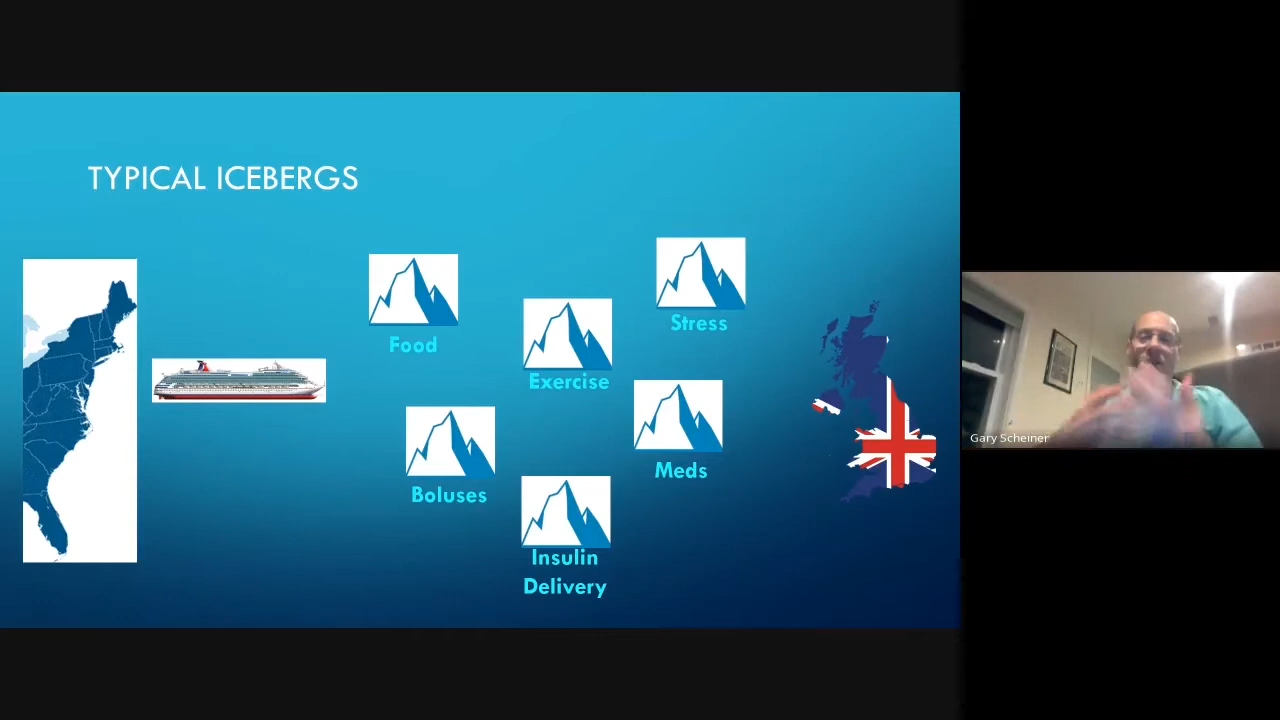 TYPICAL ICEBERGS
Food
Exercise
Stress
Boluses
Meds
Insulin
Delivery
Gary Scheiner